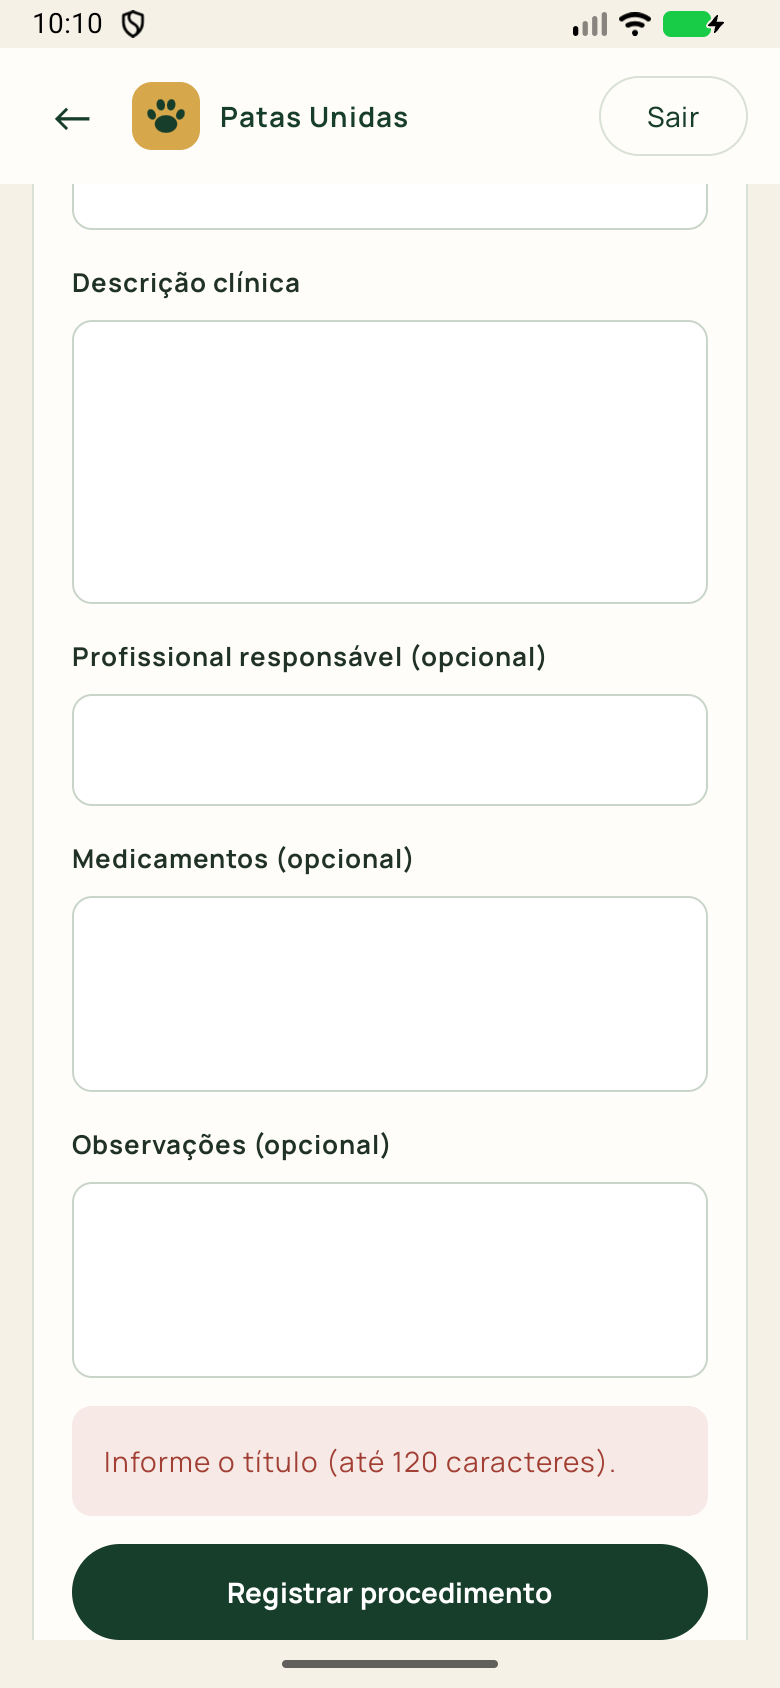 10:10
Patas Unidas
Sair
Descrição clínica
Profissional responsável (opcional)
Medicamentos (opcional)
Observações (opcional)
Informe o título (até 120 caracteres).
Registrar procedimento